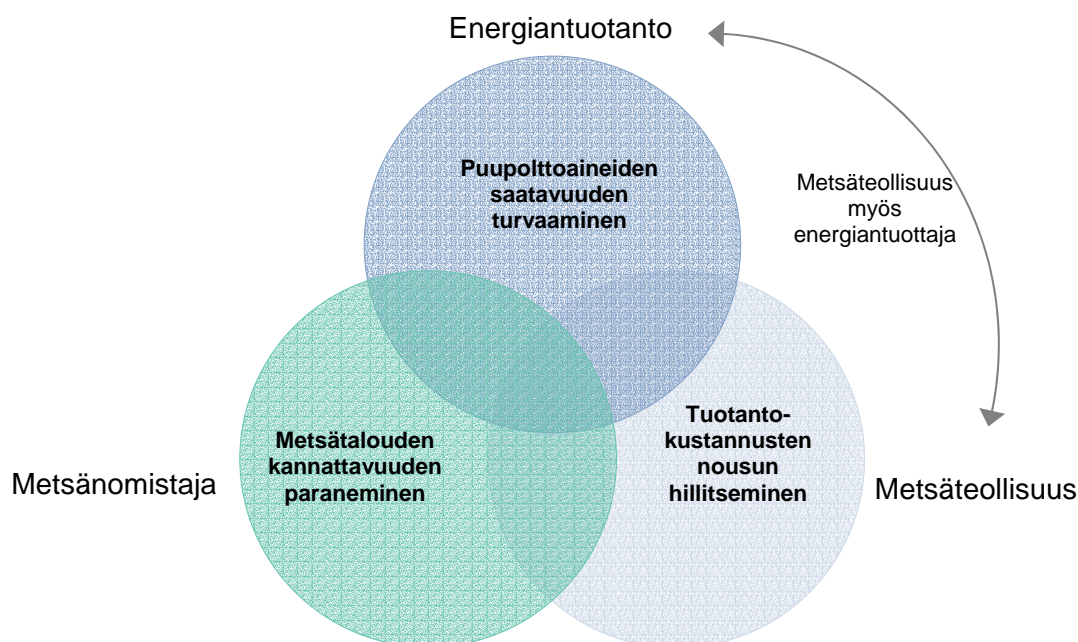 Energiantuotanto
Puupolttoaineiden
saatavuuden
turvaaminen
Metsäteollisuus
myös
energiantuottaja
Metsätalouden
kannattavuuden
paraneminen
Tuotanto-
kustannusten
nousun
hillitseminen
Metsänomistaja
Metsäteollisuus